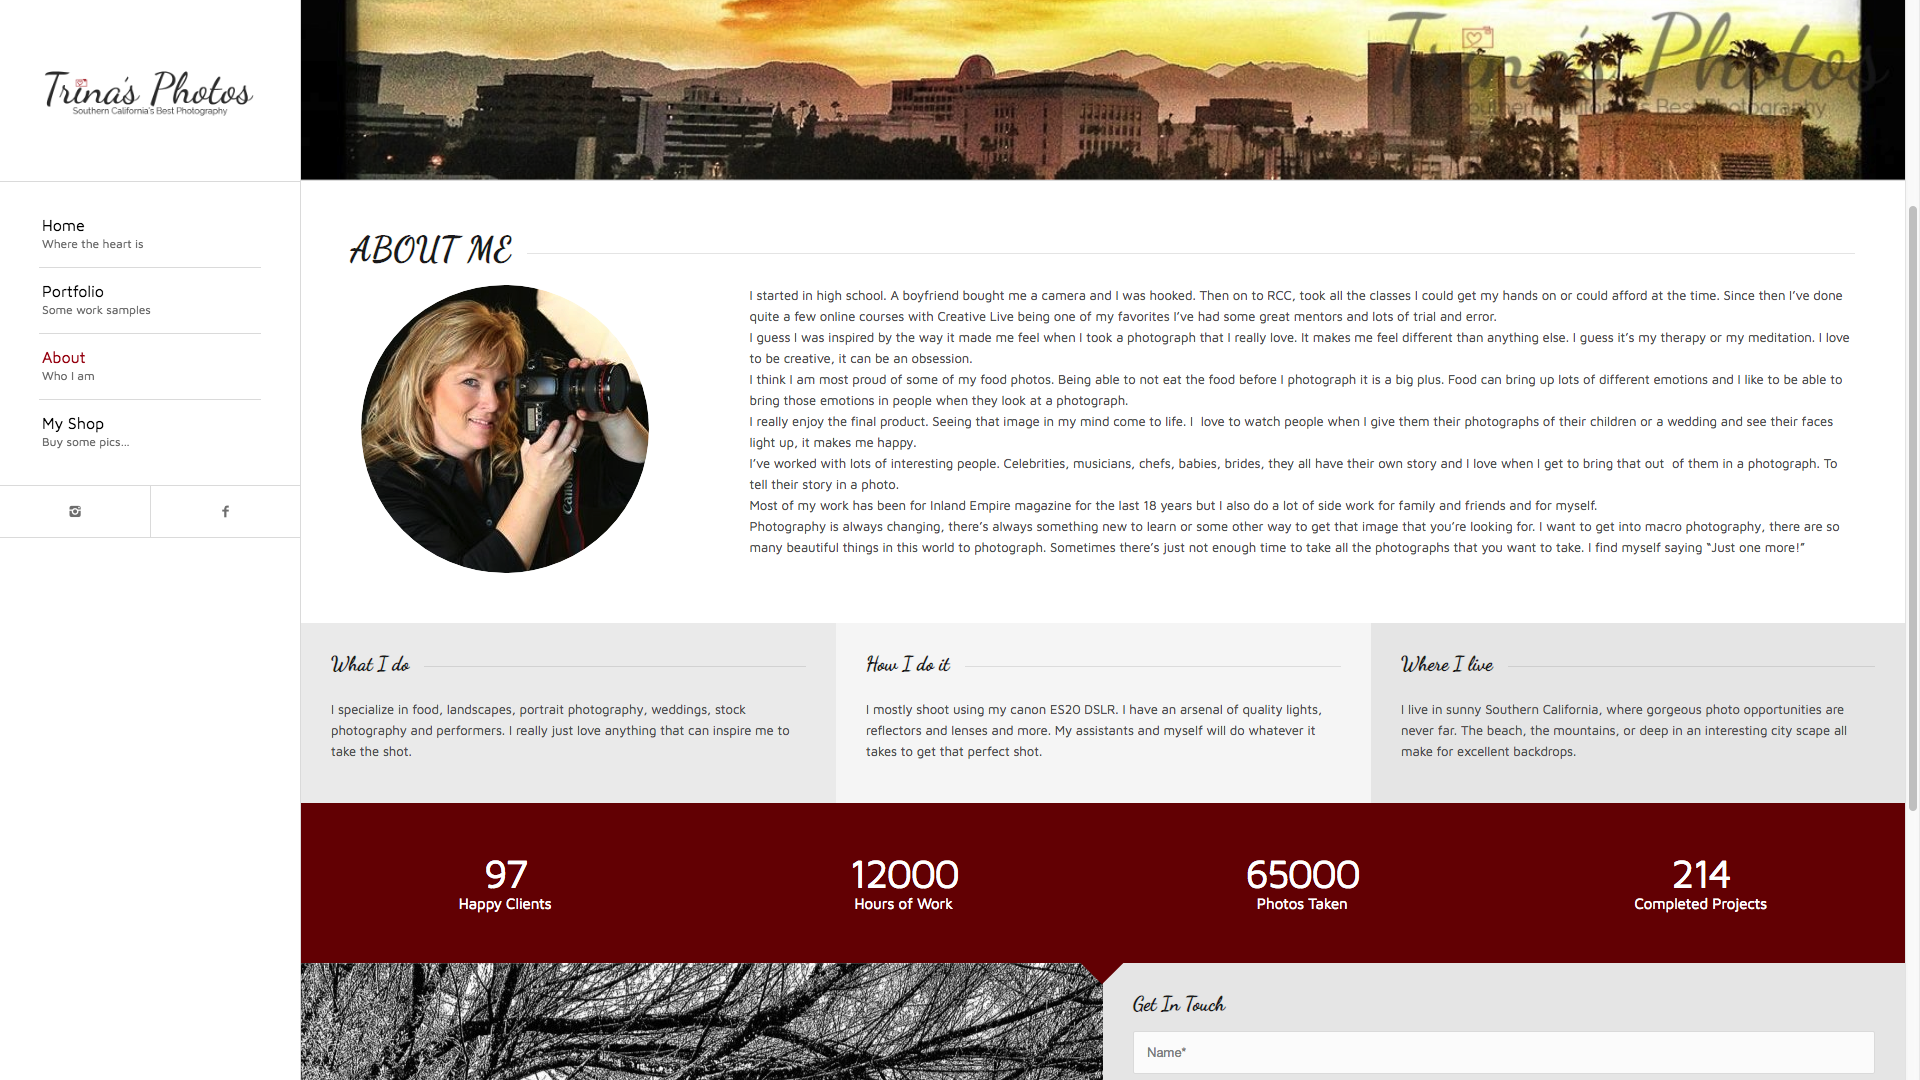 Trina's Photos
Southern California's Best Photography
Home
Where the heart is
Portfolio
Some work samples
About
Who I am
My Shop
Buy some pics...
Trina's Photos
Southern California's Best Photography
ABOUT ME
I started in high school. A boyfriend bought me a camera and I was hooked. Then on to RCC, took all the classes I could get my hands on or could afford at the time. Since then I’ve done
quite a few online courses with Creative Live being one of my favorites I’ve had some great mentors and lots of trial and error.
I guess I was inspired by the way it made me feel when I took a photograph that I really love. It makes me feel different than anything else. I guess it’s my therapy or my meditation. I love
to be creative, it can be an obsession.
I think I am most proud of some of my food photos. Being able to not eat the food before I photograph it is a big plus. Food can bring up lots of different emotions and I like to be able to
bring those emotions in people when they look at a photograph.
I really enjoy the final product. Seeing that image in my mind come to life. I  love to watch people when I give them their photographs of their children or a wedding and see their faces
light up, it makes me happy.
I’ve worked with lots of interesting people. Celebrities, musicians, chefs, babies, brides, they all have their own story and I love when I get to bring that out  of them in a photograph. To
tell their story in a photo.
Most of my work has been for Inland Empire magazine for the last 18 years but I also do a lot of side work for family and friends and for myself.
Photography is always changing, there’s always something new to learn or some other way to get that image that you’re looking for. I want to get into macro photography, there are so
many beautiful things in this world to photograph. Sometimes there’s just not enough time to take all the photographs that you want to take. I find myself saying “Just one more!”
Canon
What I do
I specialize in food, landscapes, portrait photography, weddings, stock
photography and performers. I really just love anything that can inspire me to
take the shot.
How I do it
I mostly shoot using my canon ES20 DSLR. I have an arsenal of quality lights,
reflectors and lenses and more. My assistants and myself will do whatever it
takes to get that perfect shot.
Where I live
I live in sunny Southern California, where gorgeous photo opportunities are
never far. The beach, the mountains, or deep in an interesting city scape all
make for excellent backdrops.
97
Happy Clients
12000
Hours of Work
65000
Photos Taken
214
Completed Projects
Get In Touch
Name*